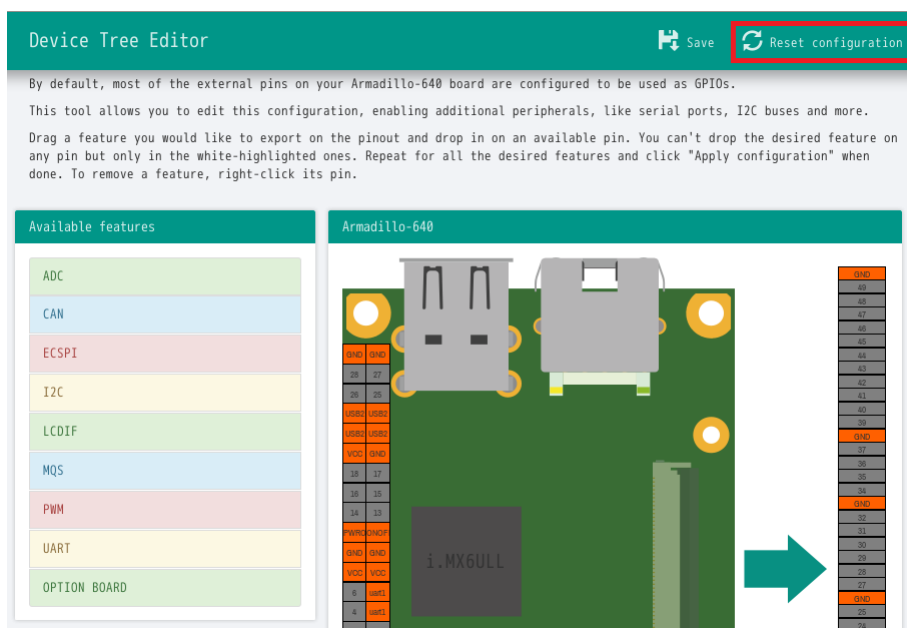 Device Tree Editor
Save
Reset configuration
By default, most of the external pins on your Armadillo-640 board are configured to be used as GPIOs.
This tool allows you to edit this configuration, enabling additional peripherals, like serial ports, I2C buses and more.
Drag a feature you would like to export on the pinout and drop in on an available pin. You can't drop the desired feature on
any pin but only in the white-highlighted ones. Repeat for all the desired features and click "Apply configuration" when
done. To remove a feature, right-click its pin.
Available features
ADC
CAN
ECSPI
I2C
LCDIF
MQS
PWM
UART
OPTION BOARD
Armadillo-640
GND GND
28 27
26 25
USB2 USB2
USB2 USB2
VCC GND
18 17
16 15
14 13
GND GND
VCC VCC
6 uart1
4 uart1
i.MX6ULL
GND
49
48
47
46
45
44
43
42
41
40
39
GND
37
36
35
34
GND
32
31
30
29
28
27
GND
25
24